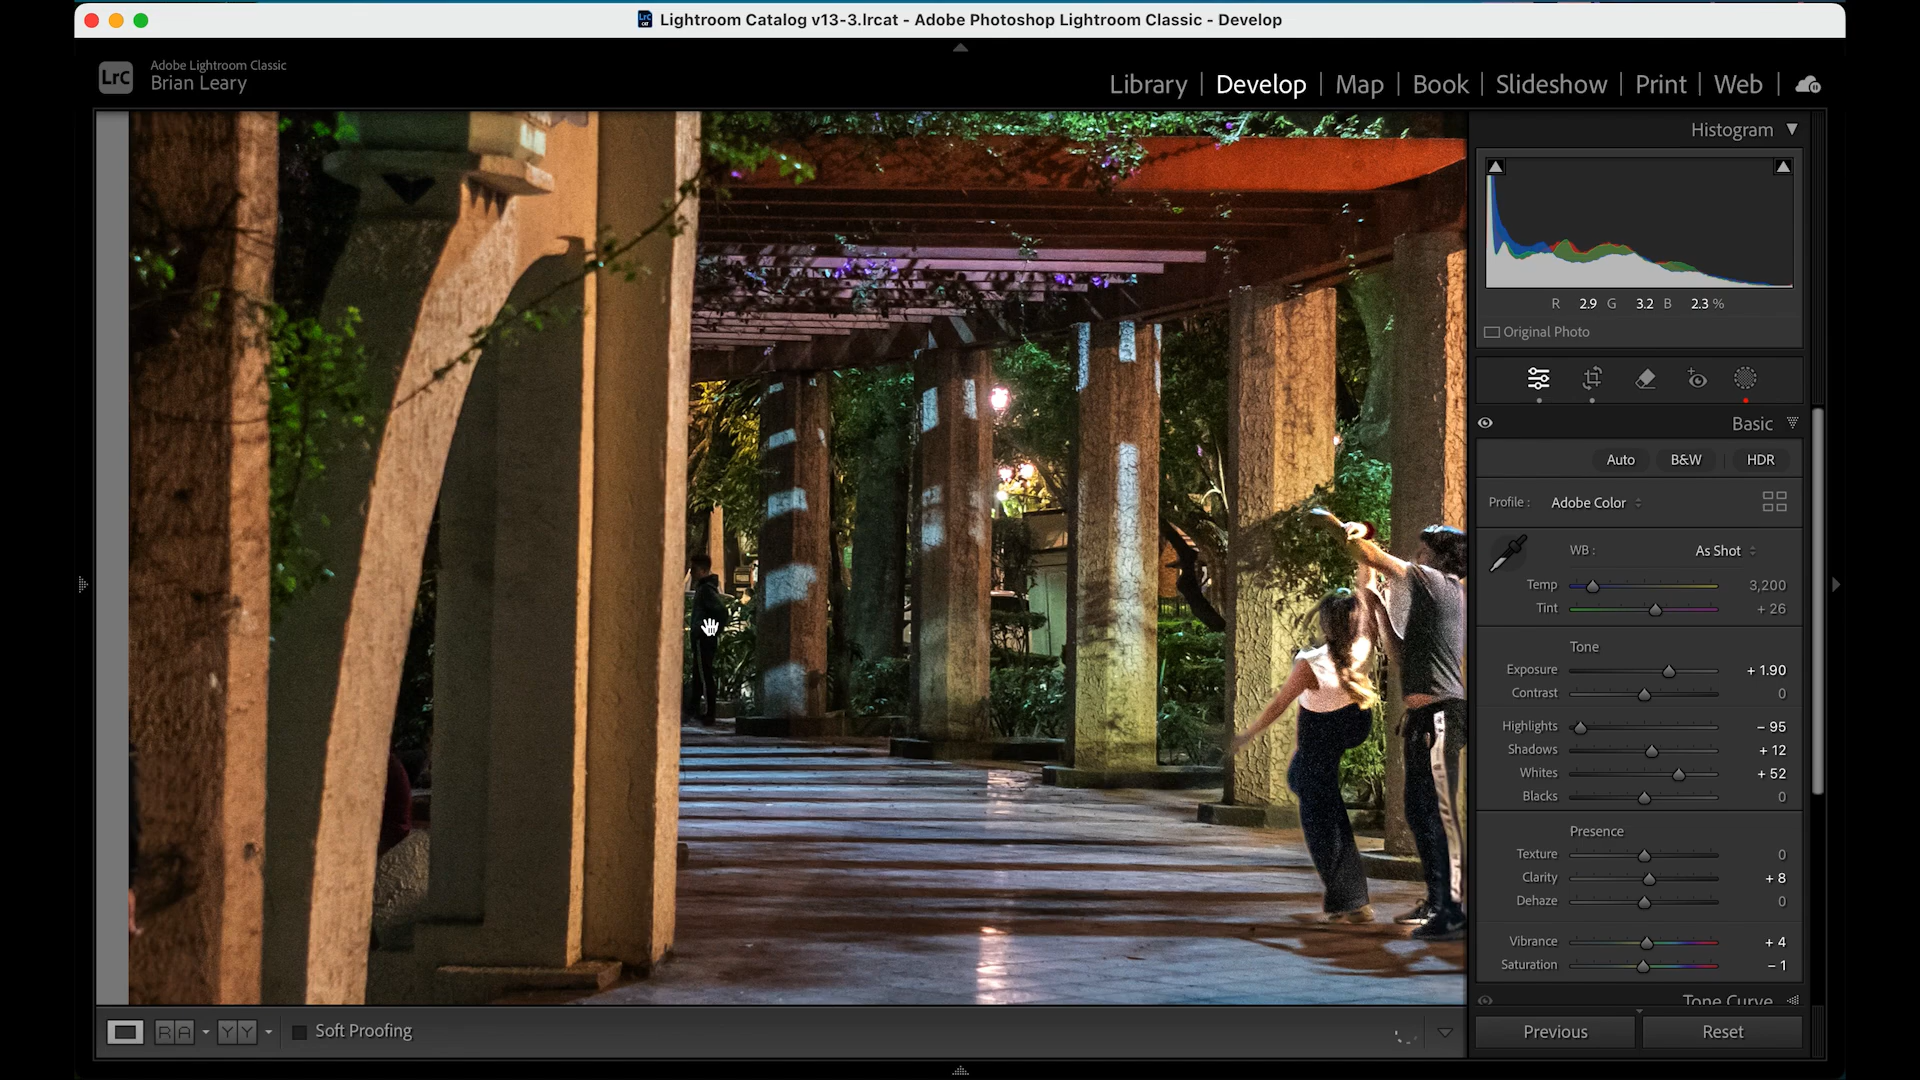 Lightroom Catalog v13-3.lrcat - Adobe Photoshop Lightroom Classic - Develop
LrC
Adobe Lightroom Classic
Brian Leary
Library | Develop | Map | Book | Slideshow | Print | Web
Histogram
R 2.9 G 3.2 B 2.3 %
Original Photo
Basic
Auto B&W HDR
Profile : Adobe Color
WB : As Shot
Temp 3,200
Tint + 26
Tone
Exposure + 1.90
Contrast 0
Highlights – 95
Shadows + 12
Whites + 52
Blacks 0
Presence
Texture 0
Clarity + 8
Dehaze 0
Vibrance + 4
Saturation – 1
Tone Curve
R A Y Y Soft Proofing
Previous Reset